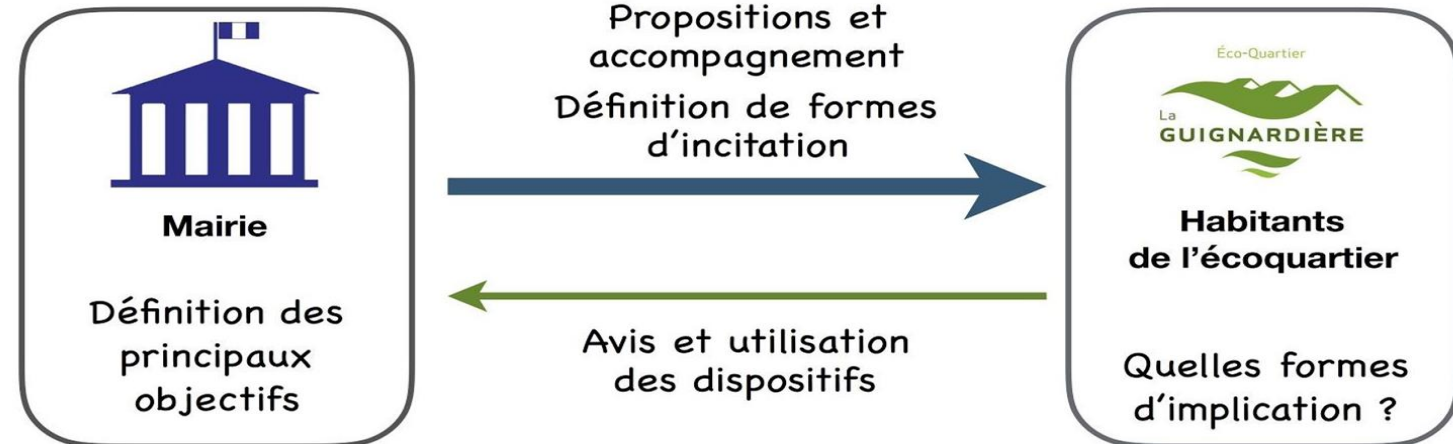 Mairie
Définition des
principaux
objectifs
Propositions et
accompagnement
Définition de formes
d'incitation
Avis et utilisation
des dispositifs
Éco-Quartier
La
GUIGNARDIÈRE
Habitants
de l'écoquartier
Quelles formes
d'implication ?